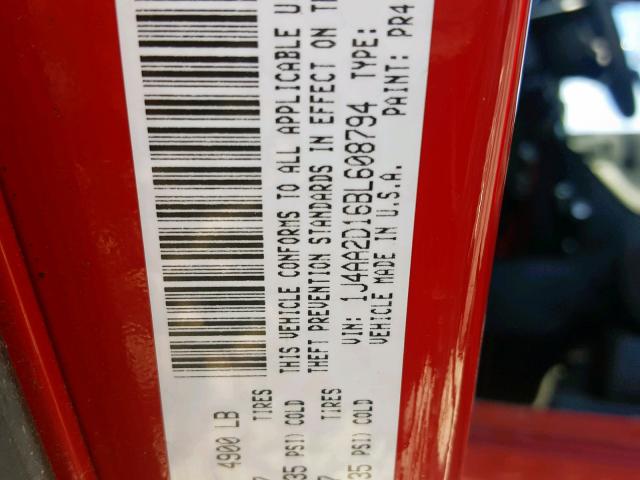 4900 LB
TIRES
35 PSI) COLD
THIS VEHICLE CONFORMS TO ALL APPLICABLE U
THEFT PREVENTION STANDARDS IN EFFECT ON T
VIN: 1J4AA2D16BL608794 TYPE:
VEHICLE MADE IN U.S.A. PAINT: PR4
TIRES
35 PSI) COLD